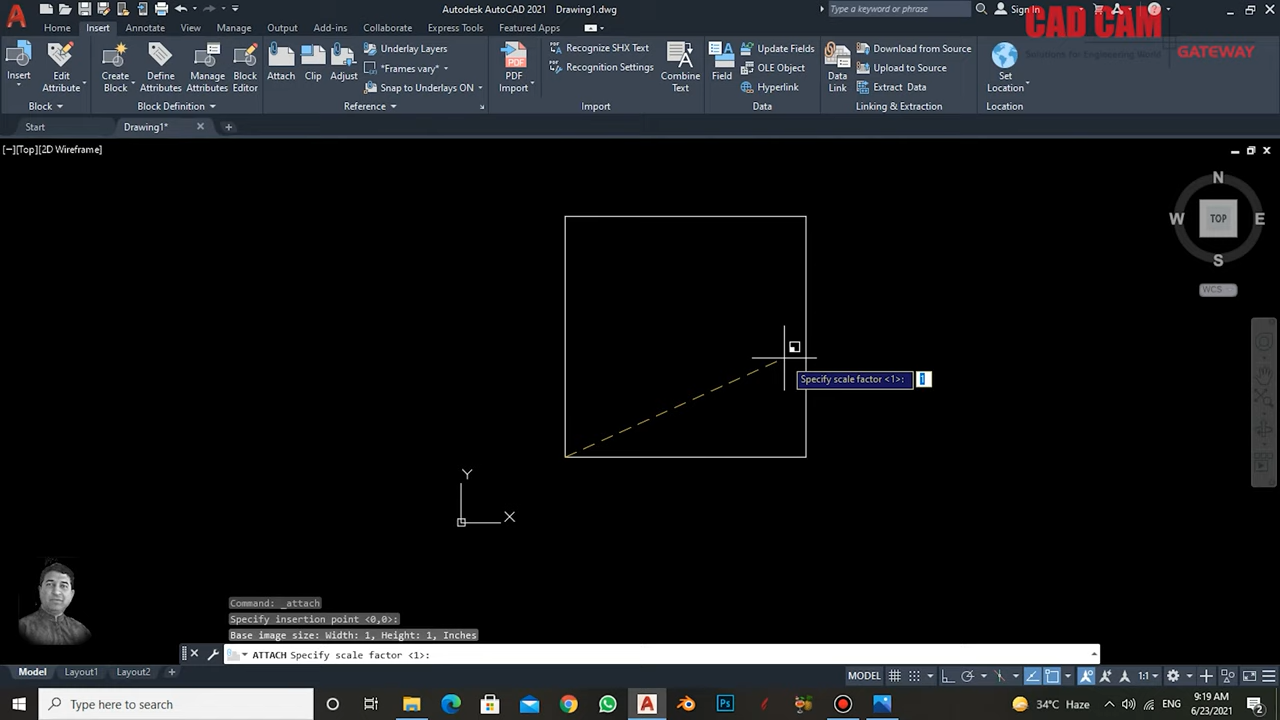 Autodesk AutoCAD 2021 Drawing1.dwg
Type a keyword or phrase
Sign In
CAD CAM
Solutions for Engineering World
GATEWAY
Home Insert Annotate View Manage Output Add-ins Collaborate Express Tools Featured Apps
Insert
Edit Attribute
Block
Create Block
Define Attributes
Manage Attributes
Block Editor
Block Definition
Attach
Clip
Adjust
Underlay Layers
*Frames vary*
Snap to Underlays ON
Reference
PDF Import
Recognize SHX Text
Recognition Settings
Combine Text
Import
Field
Update Fields
OLE Object
Hyperlink
Data
Data Link
Download from Source
Upload to Source
Extract Data
Linking & Extraction
Set Location
Location
Start
Drawing1*
[−][Top][2D Wireframe]
N
W TOP E
S
WCS
Specify scale factor <1>: 1
Y
X
Command: _attach
Specify insertion point <0,0>:
Base image size: Width: 1, Height: 1, Inches
ATTACH Specify scale factor <1>:
Model Layout1 Layout2 +
MODEL
1:1
Type here to search
Ps
34°C Haze
ENG
9:19 AM
6/23/2021
2